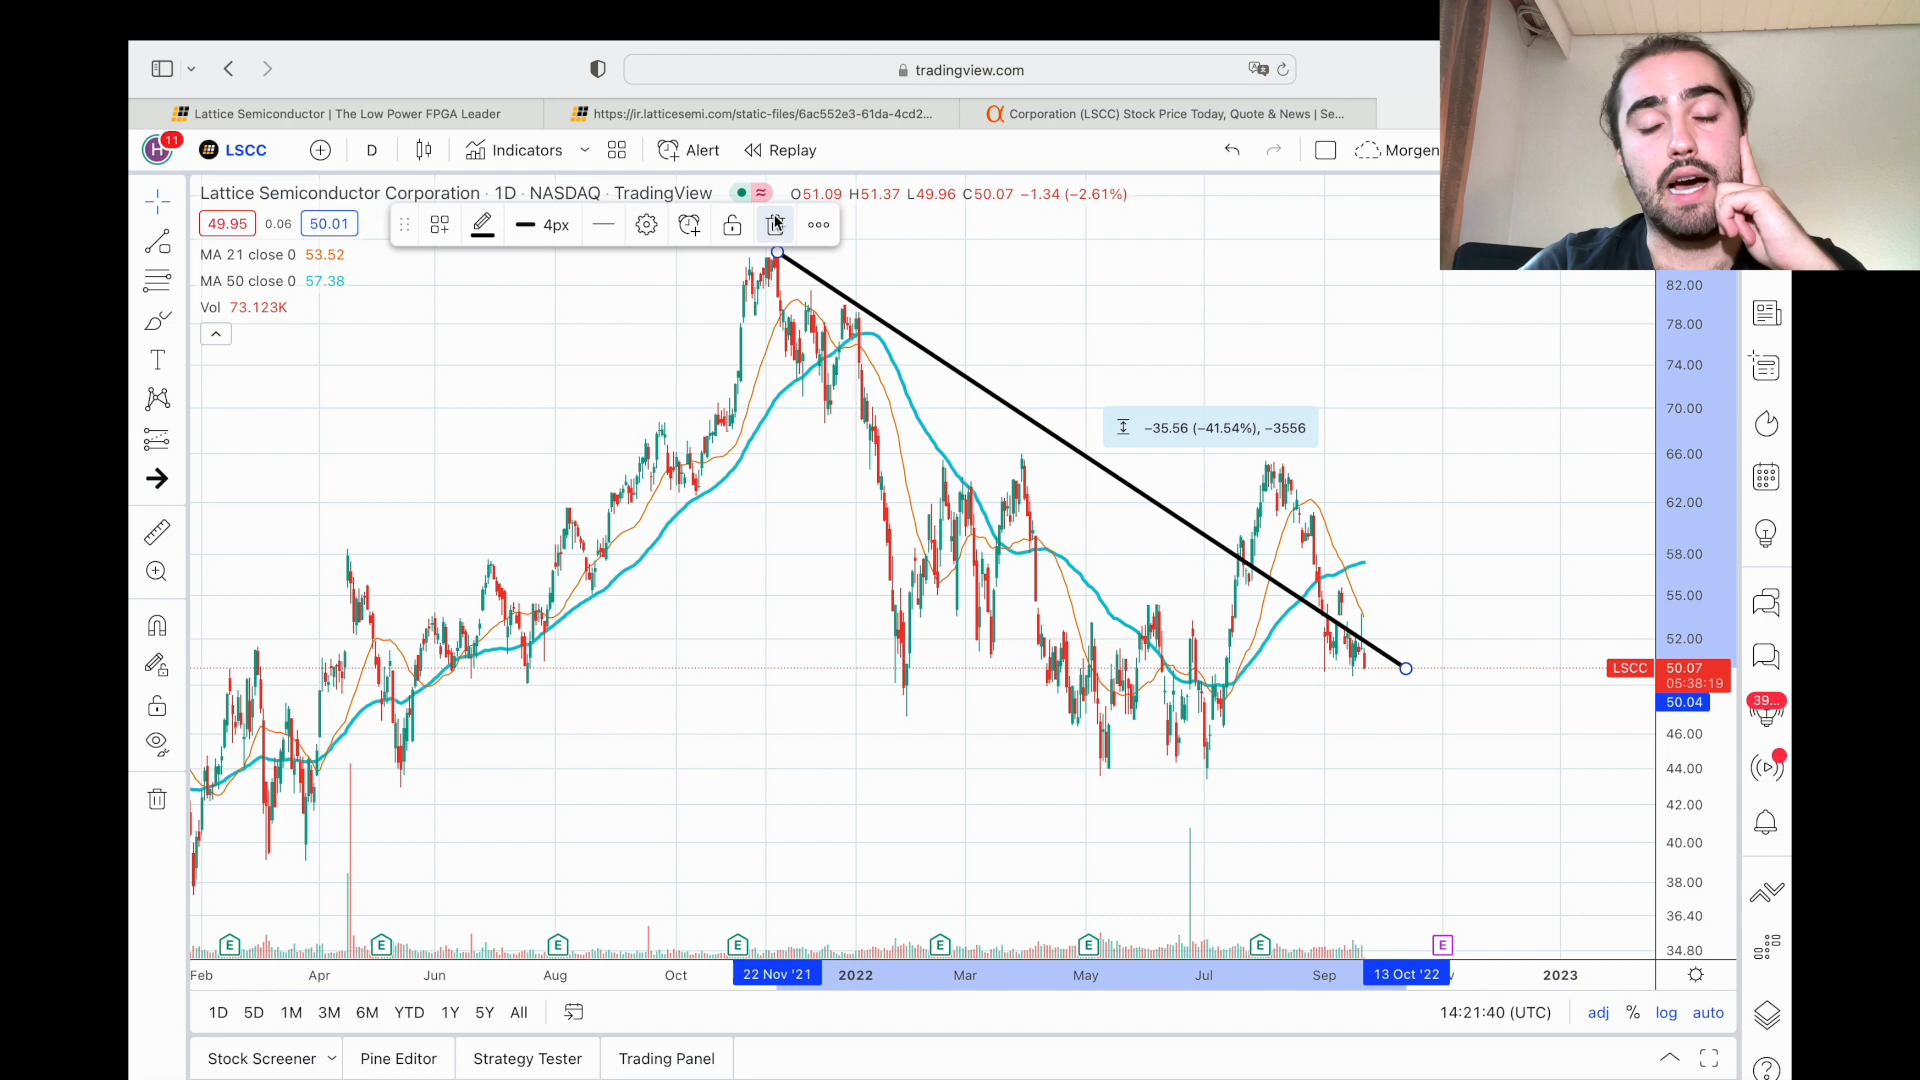 tradingview.com
Lattice Semiconductor | The Low Power FPGA Leader
https://ir.latticesemi.com/static-files/6ac552e3-61da-4cd2...
Corporation (LSCC) Stock Price Today, Quote & News | Se...
H
11
LSCC
D
Indicators
Alert
Replay
Morgen
Lattice Semiconductor Corporation · 1D · NASDAQ · TradingView
O51.09 H51.37 L49.96 C50.07 −1.34 (−2.61%)
49.95
0.06
50.01
4px
MA 21 close 0 53.52
MA 50 close 0 57.38
Vol 73.123K
−35.56 (−41.54%), −3556
82.00
78.00
74.00
70.00
66.00
62.00
58.00
55.00
52.00
LSCC
50.07
05:38:19
50.04
46.00
44.00
42.00
40.00
38.00
36.40
34.80
39...
E
E
E
E
E
E
E
E
Feb
Apr
Jun
Aug
Oct
22 Nov '21
2022
Mar
May
Jul
Sep
13 Oct '22
2023
1D
5D
1M
3M
6M
YTD
1Y
5Y
All
14:21:40 (UTC)
adj
%
log
auto
Stock Screener
Pine Editor
Strategy Tester
Trading Panel